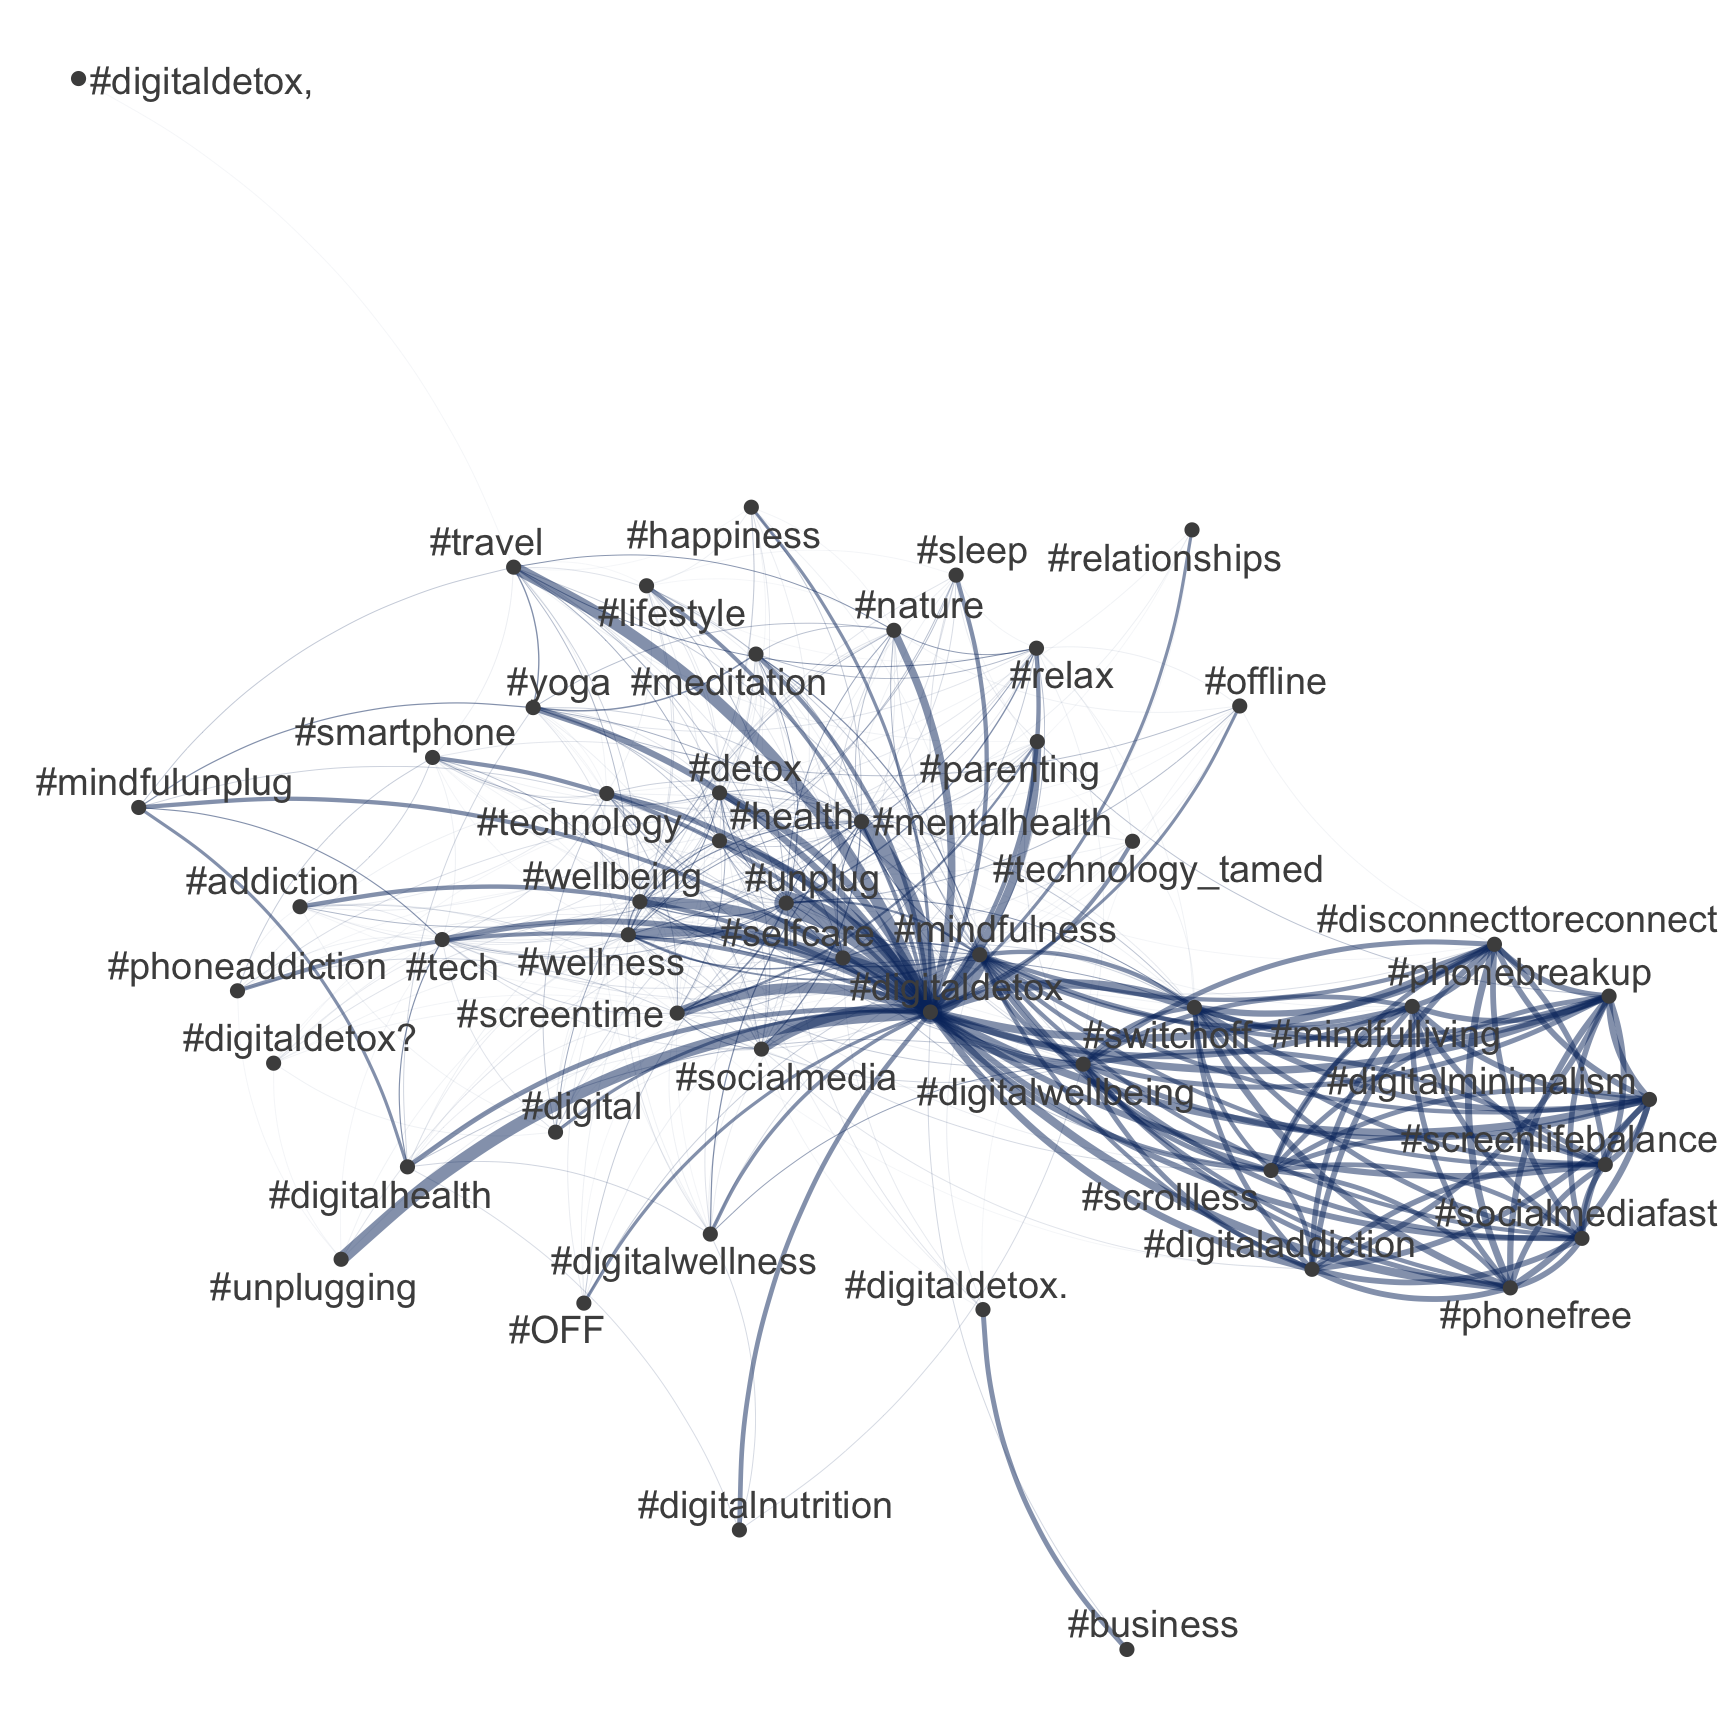 #digitaldetox,
#happiness
#travel
#sleep
#relationships
#lifestyle
#nature
#yoga
#meditation
#relax
#offline
#smartphone
#mindfulunplug
#detox
#parenting
#technology
#health
#mentalhealth
#technology_tamed
#addiction
#wellbeing
#unplug
#disconnecttoreconnect
#phoneaddiction
#tech
#wellness
#selfcare
#mindfulness
#phonebreakup
#digitaldetox
#screentime
#digitaldetox?
#switchoff
#mindfulliving
#socialmedia
#digitalwellbeing
#digitalminimalism
#digital
#screenlifebalance
#digitalhealth
#scrollless
#socialmediafast
#digitaladdiction
#unplugging
#digitalwellness
#digitaldetox.
#OFF
#phonefree
#digitalnutrition
#business